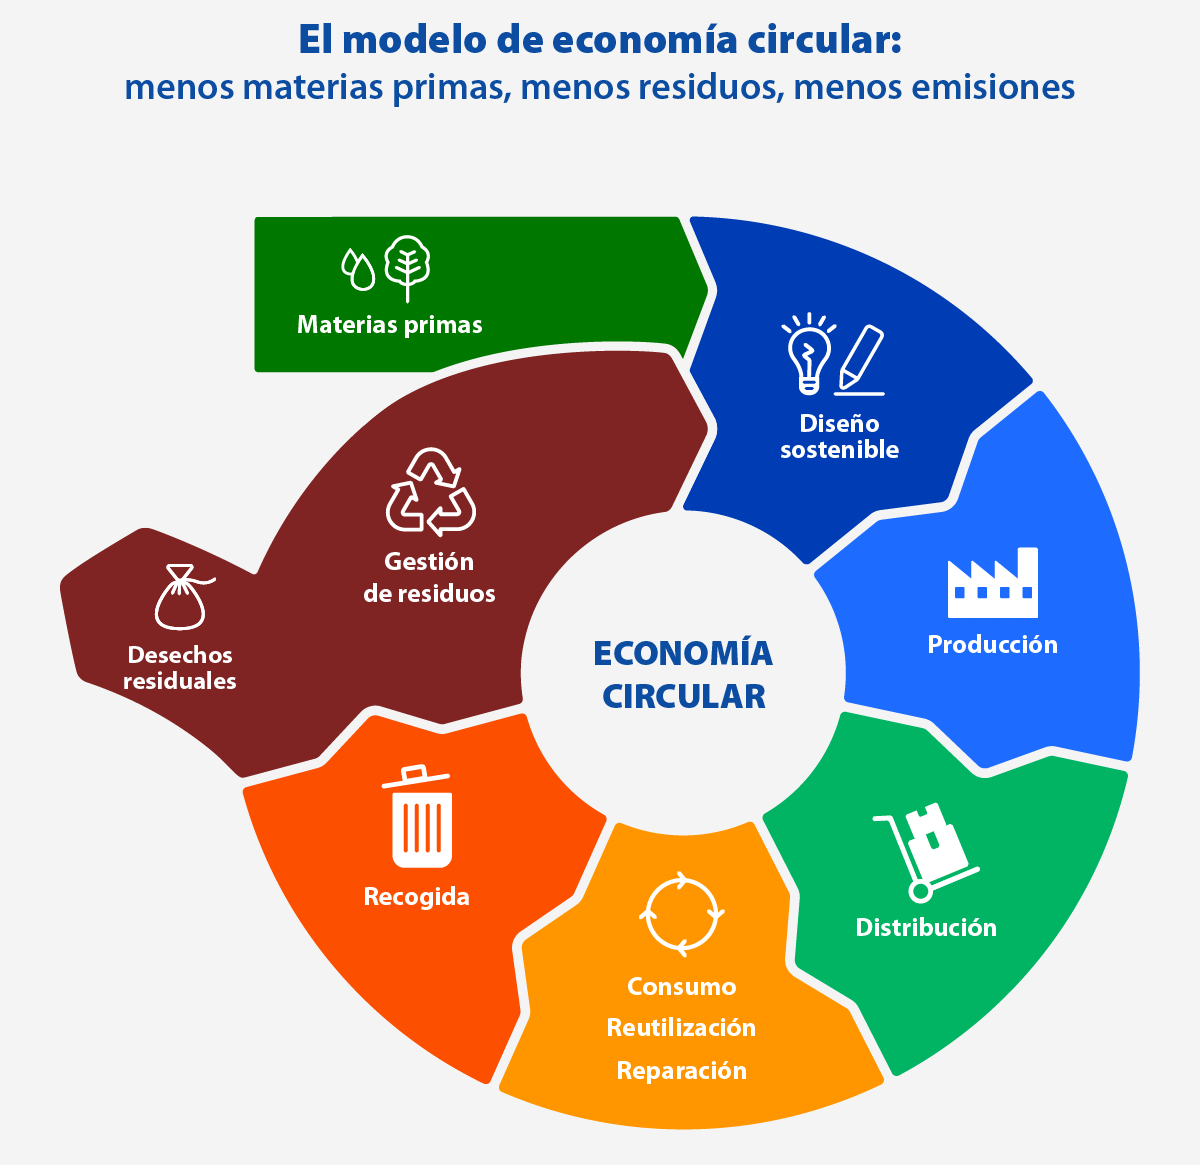 El modelo de economía circular:
menos materias primas, menos residuos, menos emisiones
Materias primas
Diseño
sostenible
Producción
Distribución
Consumo
Reutilización
Reparación
Recogida
Gestión
de residuos
Desechos
residuales
ECONOMÍA
CIRCULAR